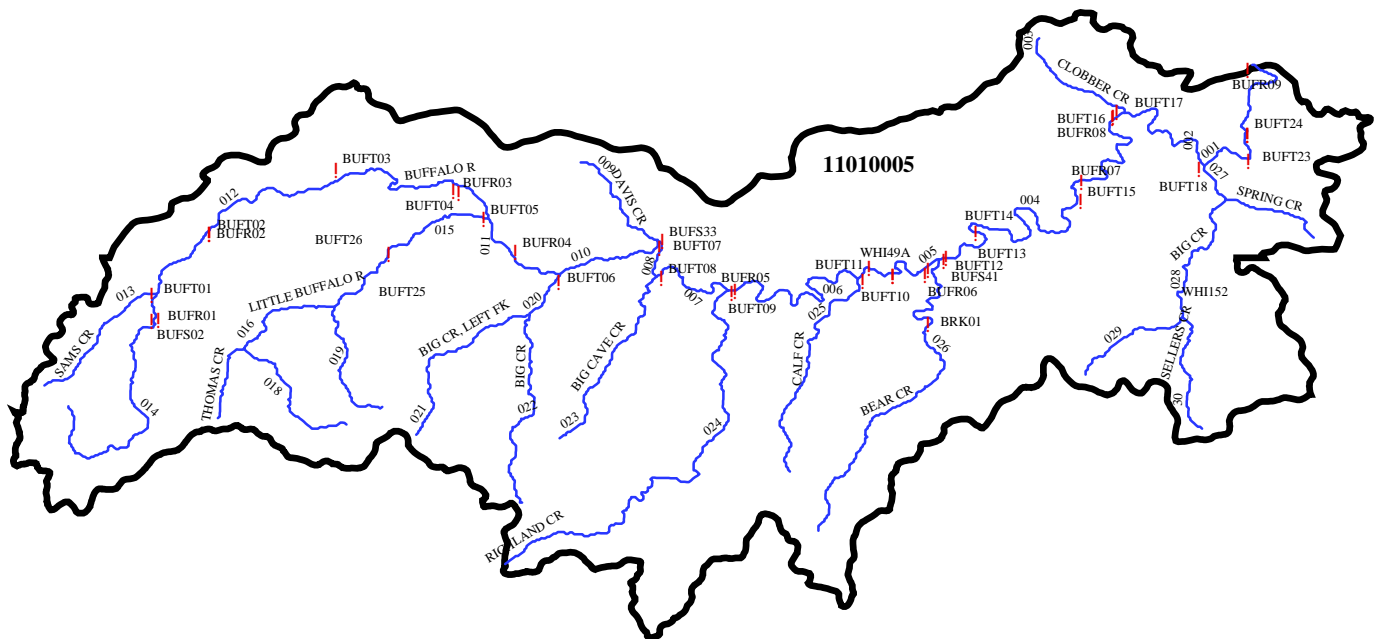 003
CLOBBER CR
BUFR09
BUFT17
BUFT16
BUFR08
BUFT24
002
001
BUFT23
11010005
BUFT03
BUFFALO R
009
DAVIS CR
BUFR07
BUFT18
027
012
BUFR03
BUFT04
BUFT15
SPRING CR
BUFT02
BUFR02
BUFT05
015
004
BUFT14
BUFT26
011
BUFR04
010
BUFS33
BUFT07
BUFT13
BIG CR
WHI49A
005
BUFT12
BUFS41
BUFT11
008
BUFT08
BUFT06
BUFR05
BUFT10
BUFR06
028
013
BUFT01
LITTLE BUFFALO R
BUFT25
007
006
WHI152
BUFR01
020
BUFT09
025
BRK01
BUFS02
016
BIG CR, LEFT FK
026
029
SAMS CR
019
BIG CR
BIG CAVE CR
CALF CR
SELLERS CR
THOMAS CR
018
BEAR CR
014
021
022
023
024
30
RICHLAND CR